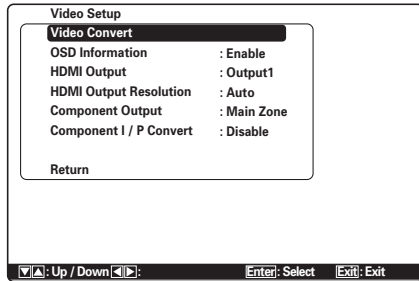 Video Setup
Video Convert
OSD Information : Enable
HDMI Output : Output1
HDMI Output Resolution : Auto
Component Output : Main Zone
Component I / P Convert : Disable
Return
▼▲: Up / Down ◀▶: Enter: Select Exit: Exit